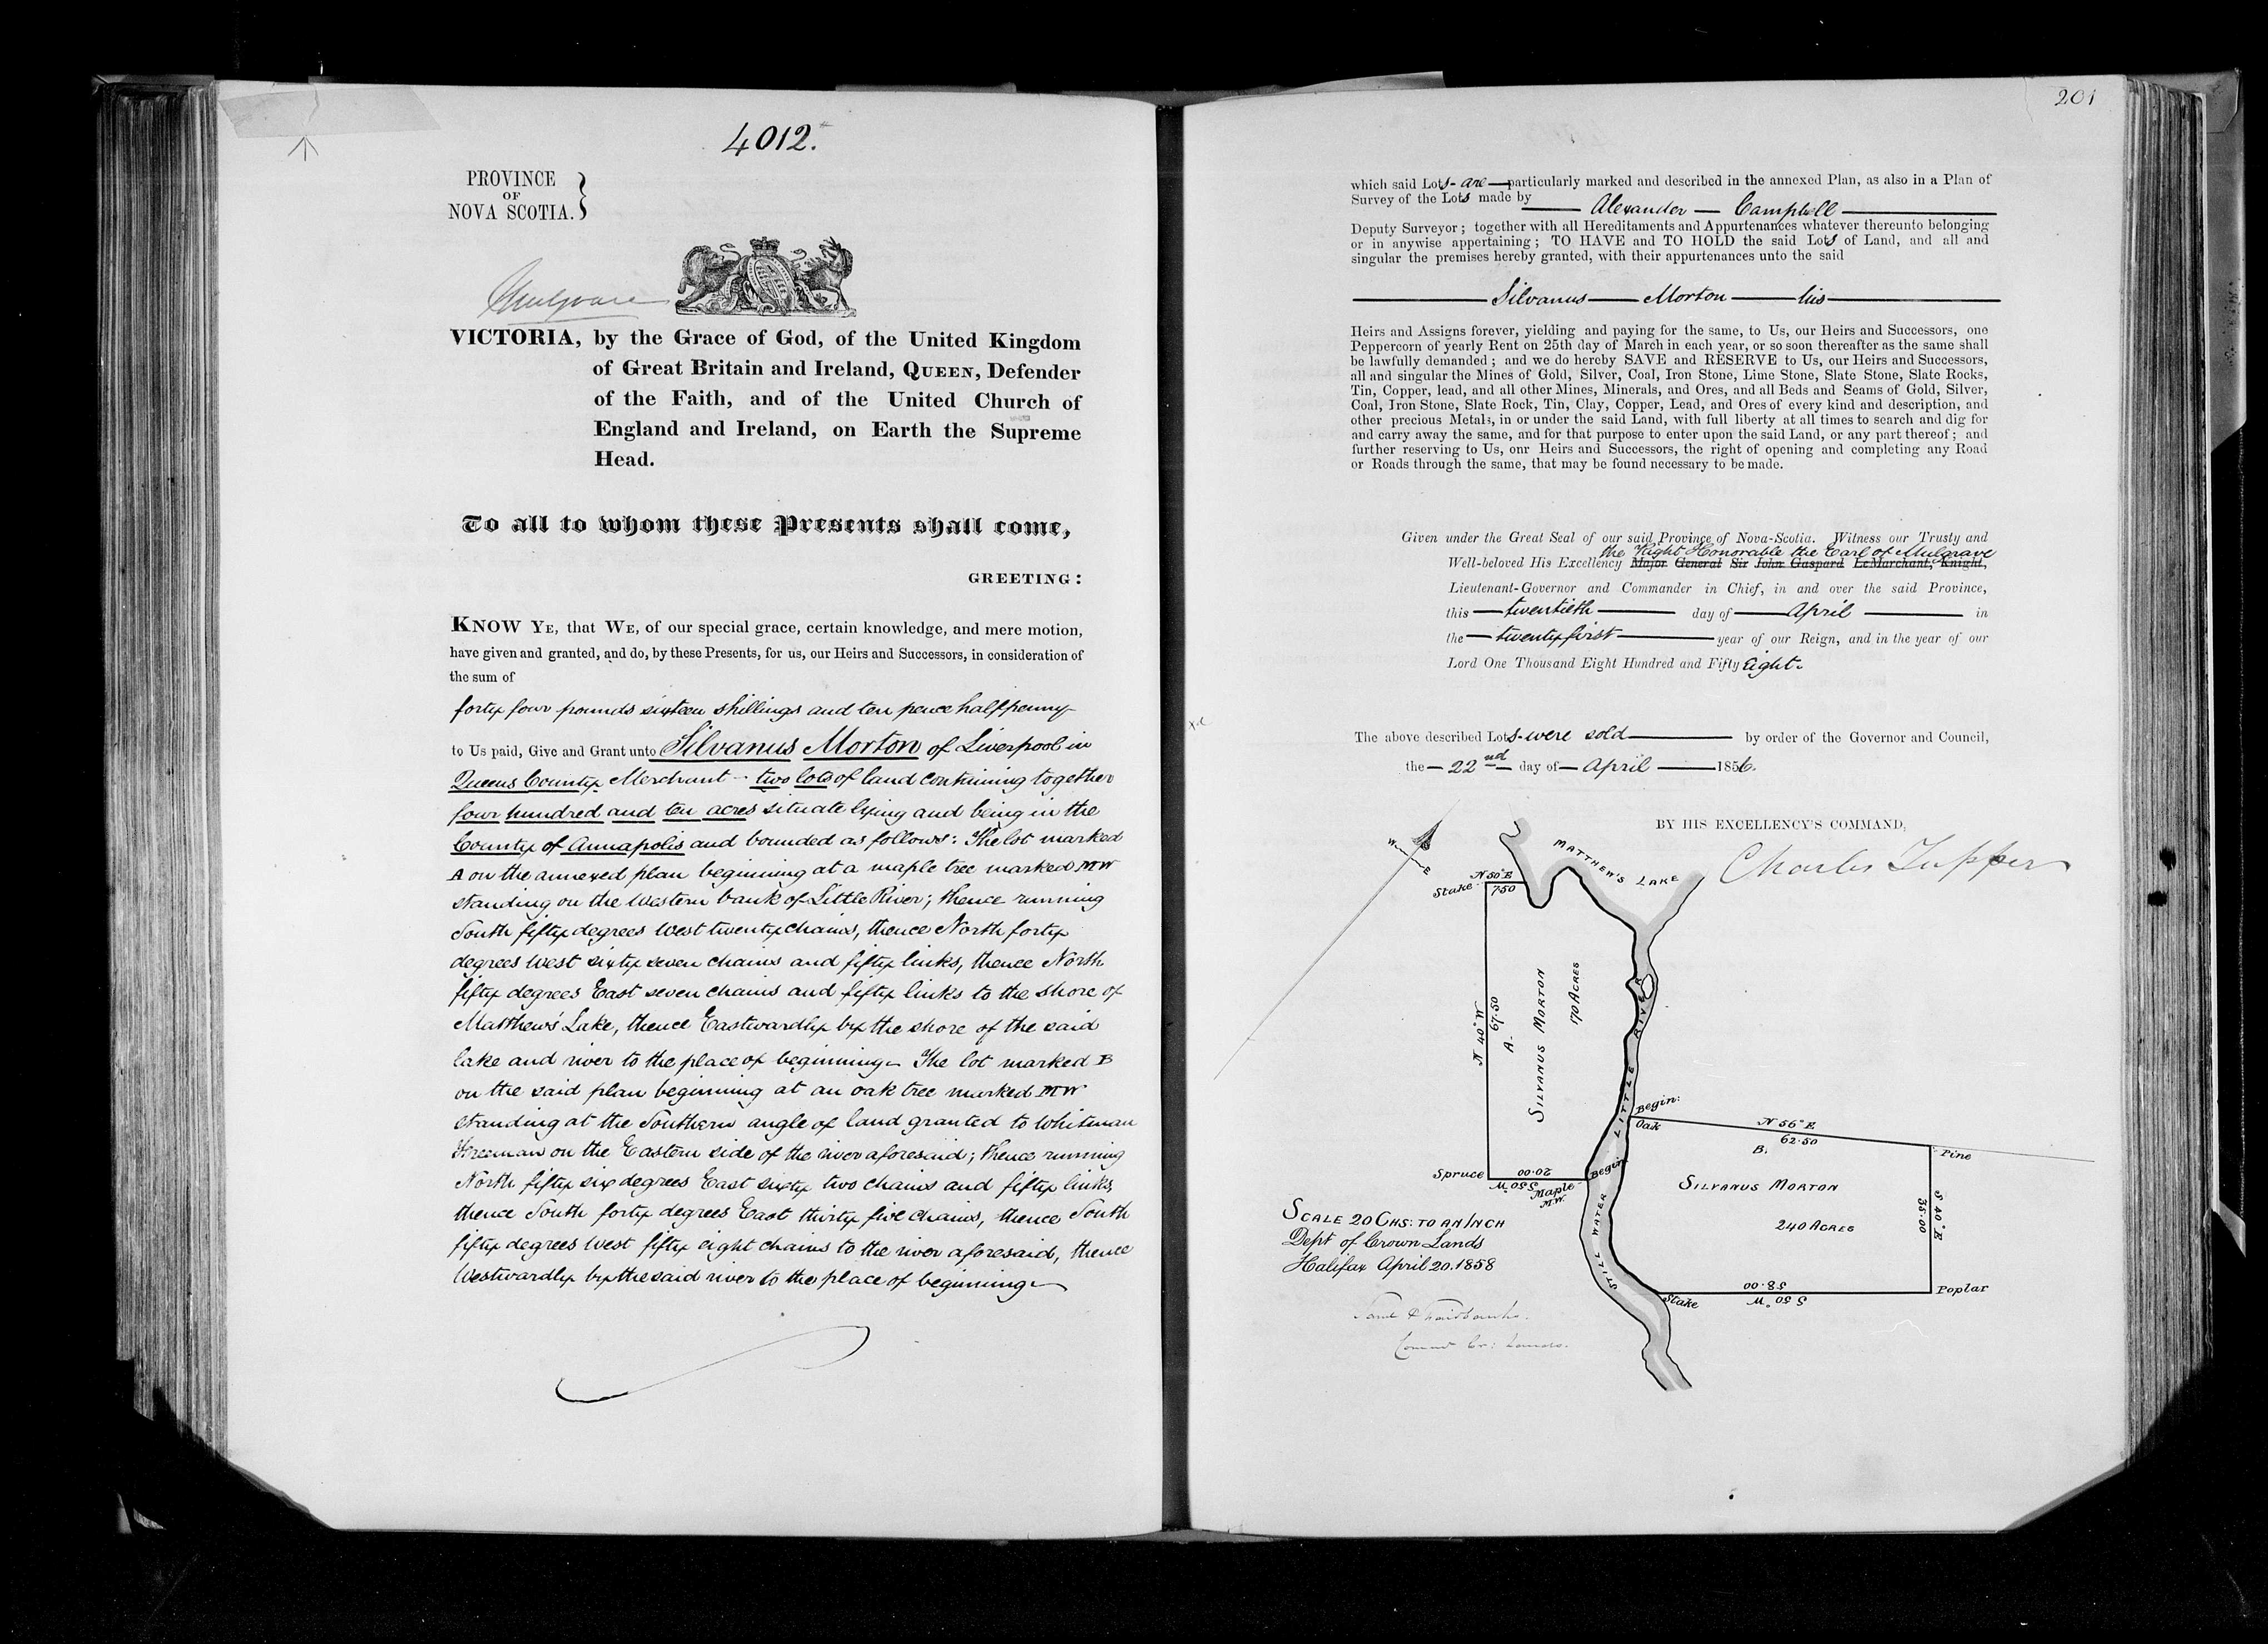 4012.
PROVINCE
OF
NOVA SCOTIA.
Mulgrave
VICTORIA, by the Grace of God, of the United Kingdom
of Great Britain and Ireland, QUEEN, Defender
of the Faith, and of the United Church of
England and Ireland, on Earth the Supreme
Head.
To all to whom these Presents shall come,
GREETING:
KNOW YE, that WE, of our special grace, certain knowledge, and mere motion,
have given and granted, and do, by these Presents, for us, our Heirs and Successors, in consideration of
the sum of
forty four pounds sixteen shillings and ten pence halfpenny
to Us paid, Give and Grant unto Silvanus Morton of Liverpool in
Queens County Merchant - two lots of land containing together
four hundred and ten acres situate lying and being in the
County of Annapolis and bounded as follows: The lot marked
A on the annexed plan beginning at a maple tree marked MW
standing on the Western bank of Little River; thence running
South fifty degrees West twenty chains, thence North forty
degrees West sixty seven chains and fifty links, thence North
fifty degrees East seven chains and fifty links to the shore of
Matthew's Lake, thence Eastwardly by the shore of the said
lake and river to the place of beginning. The lot marked B
on the said plan beginning at an oak tree marked MW
standing at the Southern angle of land granted to Whitman
Freeman on the Eastern side of the river aforesaid; thence running
North fifty six degrees East sixty two chains and fifty links,
thence South forty degrees East thirty five chains, thence South
fifty degrees West fifty eight chains to the river aforesaid, thence
Westwardly by the said river to the place of beginning
201
which said Lots are particularly marked and described in the annexed Plan, as also in a Plan of
Survey of the Lots made by
Alexander Campbell
Deputy Surveyor; together with all Hereditaments and Appurtenances whatever thereunto belonging
or in anywise appertaining; TO HAVE and TO HOLD the said Lots of Land, and all and
singular the premises hereby granted, with their appurtenances unto the said
Silvanus Morton his
Heirs and Assigns forever, yielding and paying for the same, to Us, our Heirs and Successors, one
Peppercorn of yearly Rent on 25th day of March in each year, or so soon thereafter as the same shall
be lawfully demanded; and we do hereby SAVE and RESERVE to Us, our Heirs and Successors,
all and singular the Mines of Gold, Silver, Coal, Iron Stone, Lime Stone, Slate Stone, Slate Rocks,
Tin, Copper, lead, and all other Mines, Minerals, and Ores, and all Beds and Seams of Gold, Silver,
Coal, Iron Stone, Slate Rock, Tin, Clay, Copper, Lead, and Ores of every kind and description, and
other precious Metals, in or under the said Land, with full liberty at all times to search and dig for
and carry away the same, and for that purpose to enter upon the said Land, or any part thereof; and
further reserving to Us, onr Heirs and Successors, the right of opening and completing any Road
or Roads through the same, that may be found necessary to be made.
Given under the Great Seal of our said Province of Nova-Scotia. Witness our Trusty and
the Right Honorable the Earl of Mulgrave
Well-beloved His Excellency Major General Sir John Gaspard LeMarchant, Knight,
Lieutenant-Governor and Commander in Chief, in and over the said Province,
this twentieth day of April in
the twenty first year of our Reign, and in the year of our
Lord One Thousand Eight Hundred and Fifty Eight.
The above described Lots were sold by order of the Governor and Council,
the 22nd day of April 1856.
BY HIS EXCELLENCY'S COMMAND,
Charles Tupper
W
E
MATTHEW'S LAKE
Stake
N 50° E
7.50
N 40° W
67.50
A.
SILVANUS MORTON
170 ACRES
LITTLE RIVER
Begin:
Oak
N 56° E
62.50
B.
Pine
SILVANUS MORTON
240 ACRES
S 40° E
35.00
Spruce
20.00
S 50° W
Maple
M.W.
Begin
STILL WATER
58.00
S 50° W
Stake
Poplar
SCALE 20 CHS: TO AN INCH
Dept of Crown Lands
Halifax April 20. 1858
Saml P Fairbanks.
Commr Cr: Lands.